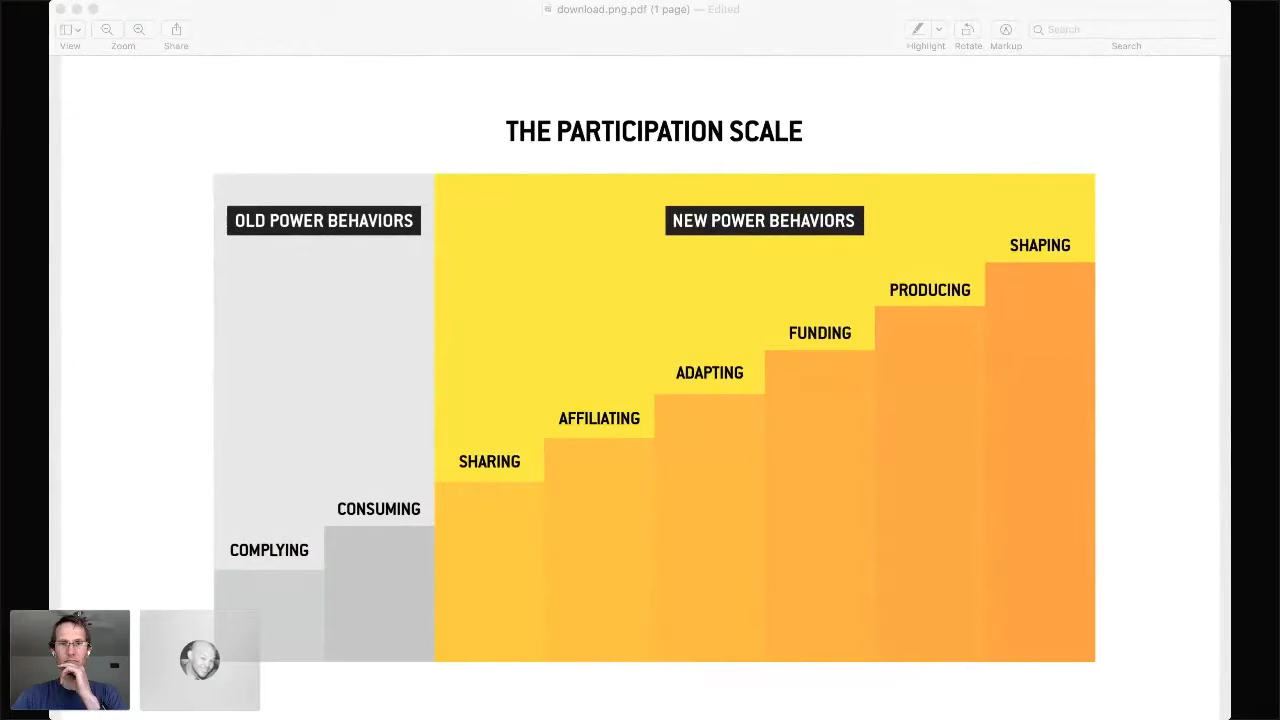 download.png.pdf (1 page) — Edited
View
Zoom
Share
Highlight
Rotate
Markup
Search
Search
THE PARTICIPATION SCALE
OLD POWER BEHAVIORS
NEW POWER BEHAVIORS
SHAPING
PRODUCING
FUNDING
ADAPTING
AFFILIATING
SHARING
CONSUMING
COMPLYING